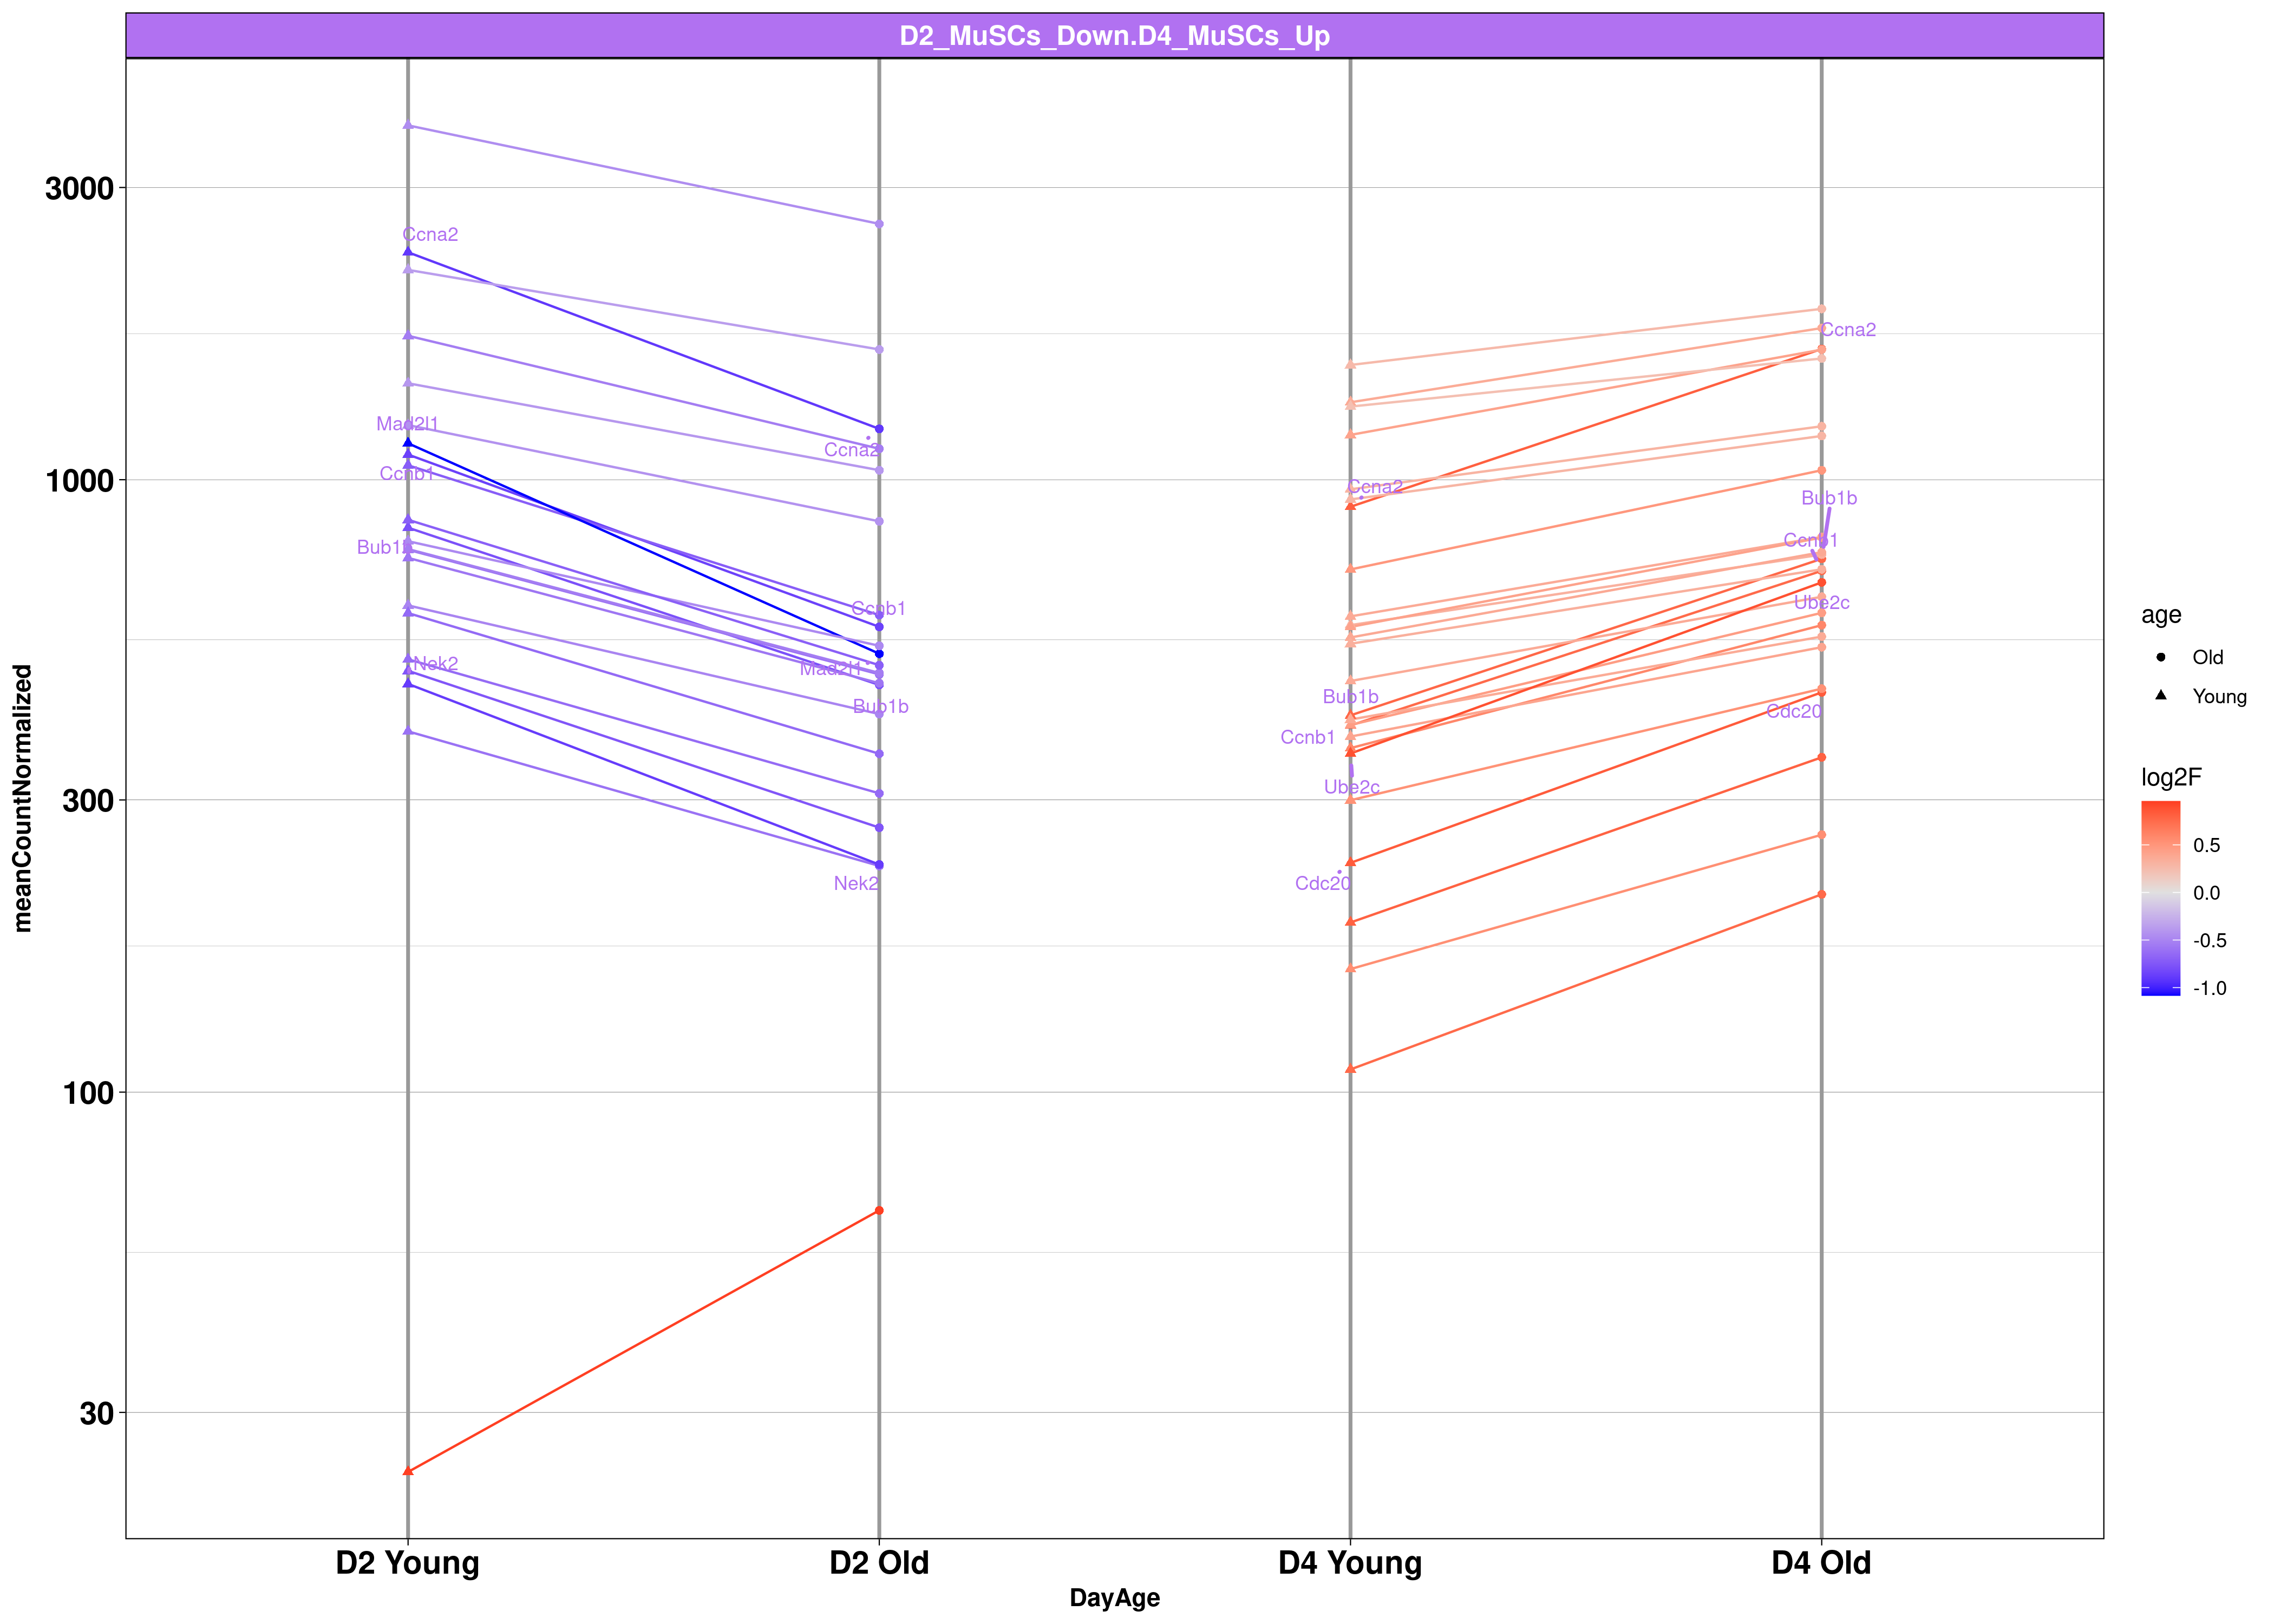 D2_MuSCs_Down.D4_MuSCs_Up
3000
1000
300
100
30
meanCountNormalized
Ccna2
Mad2l1
Ccnb1
Bub1b
Nek2
Ccna2
Ccnb1
Mad2l1
Bub1b
Nek2
Ccna2
Bub1b
Ccnb1
Ube2c
Cdc20
Ccna2
Bub1b
Ccnb1
Ube2c
Cdc20
D2 Young
D2 Old
D4 Young
D4 Old
DayAge
age
Old
Young
log2F
0.5
0.0
-0.5
-1.0